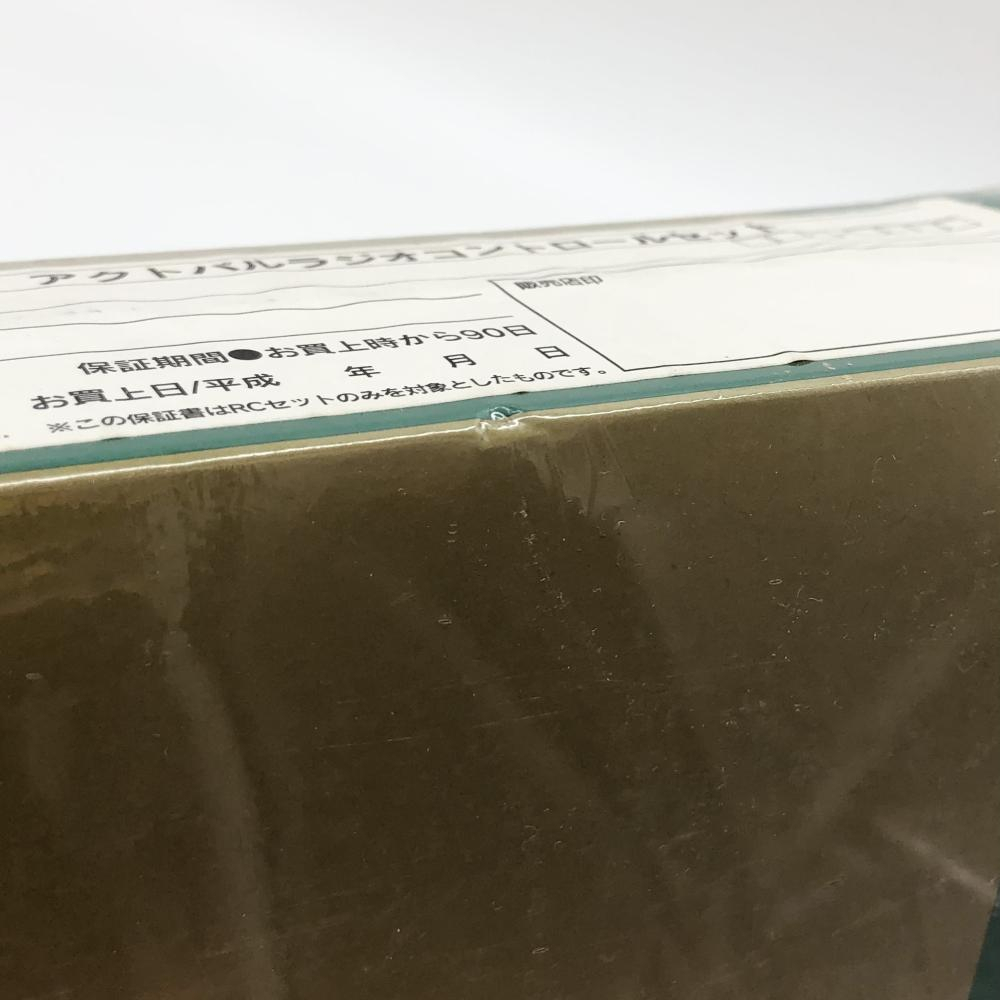 アクトバルラジオコントロールセット
販売店印
保証期間●お買上時から90日
お買上日/平成　　年　　月　　日
※この保証書はRCセットのみを対象としたものです。